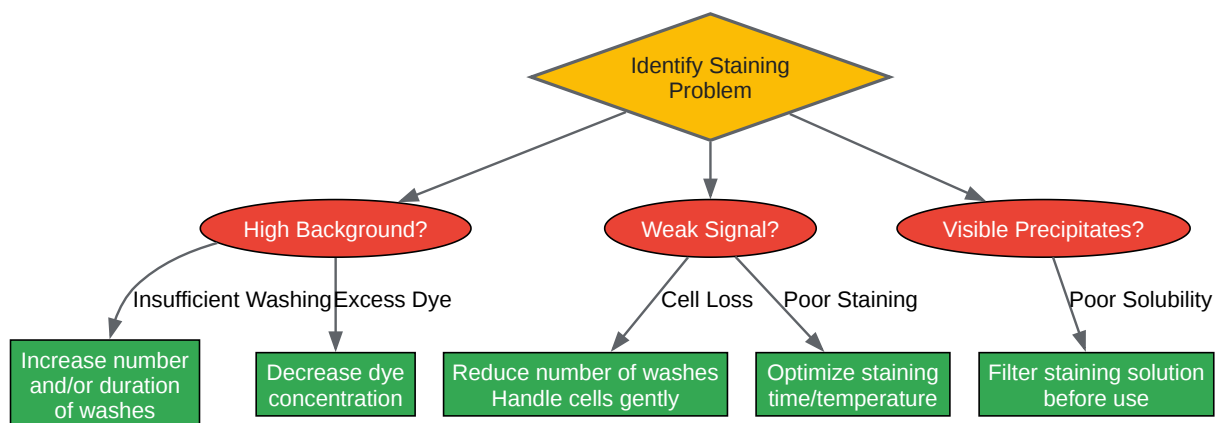 Identify Staining
Problem
High Background?
Weak Signal?
Visible Precipitates?
Insufficient Washing
Excess Dye
Cell Loss
Poor Staining
Poor Solubility
Increase number
and/or duration
of washes
Decrease dye
concentration
Reduce number of washes
Handle cells gently
Optimize staining
time/temperature
Filter staining solution
before use